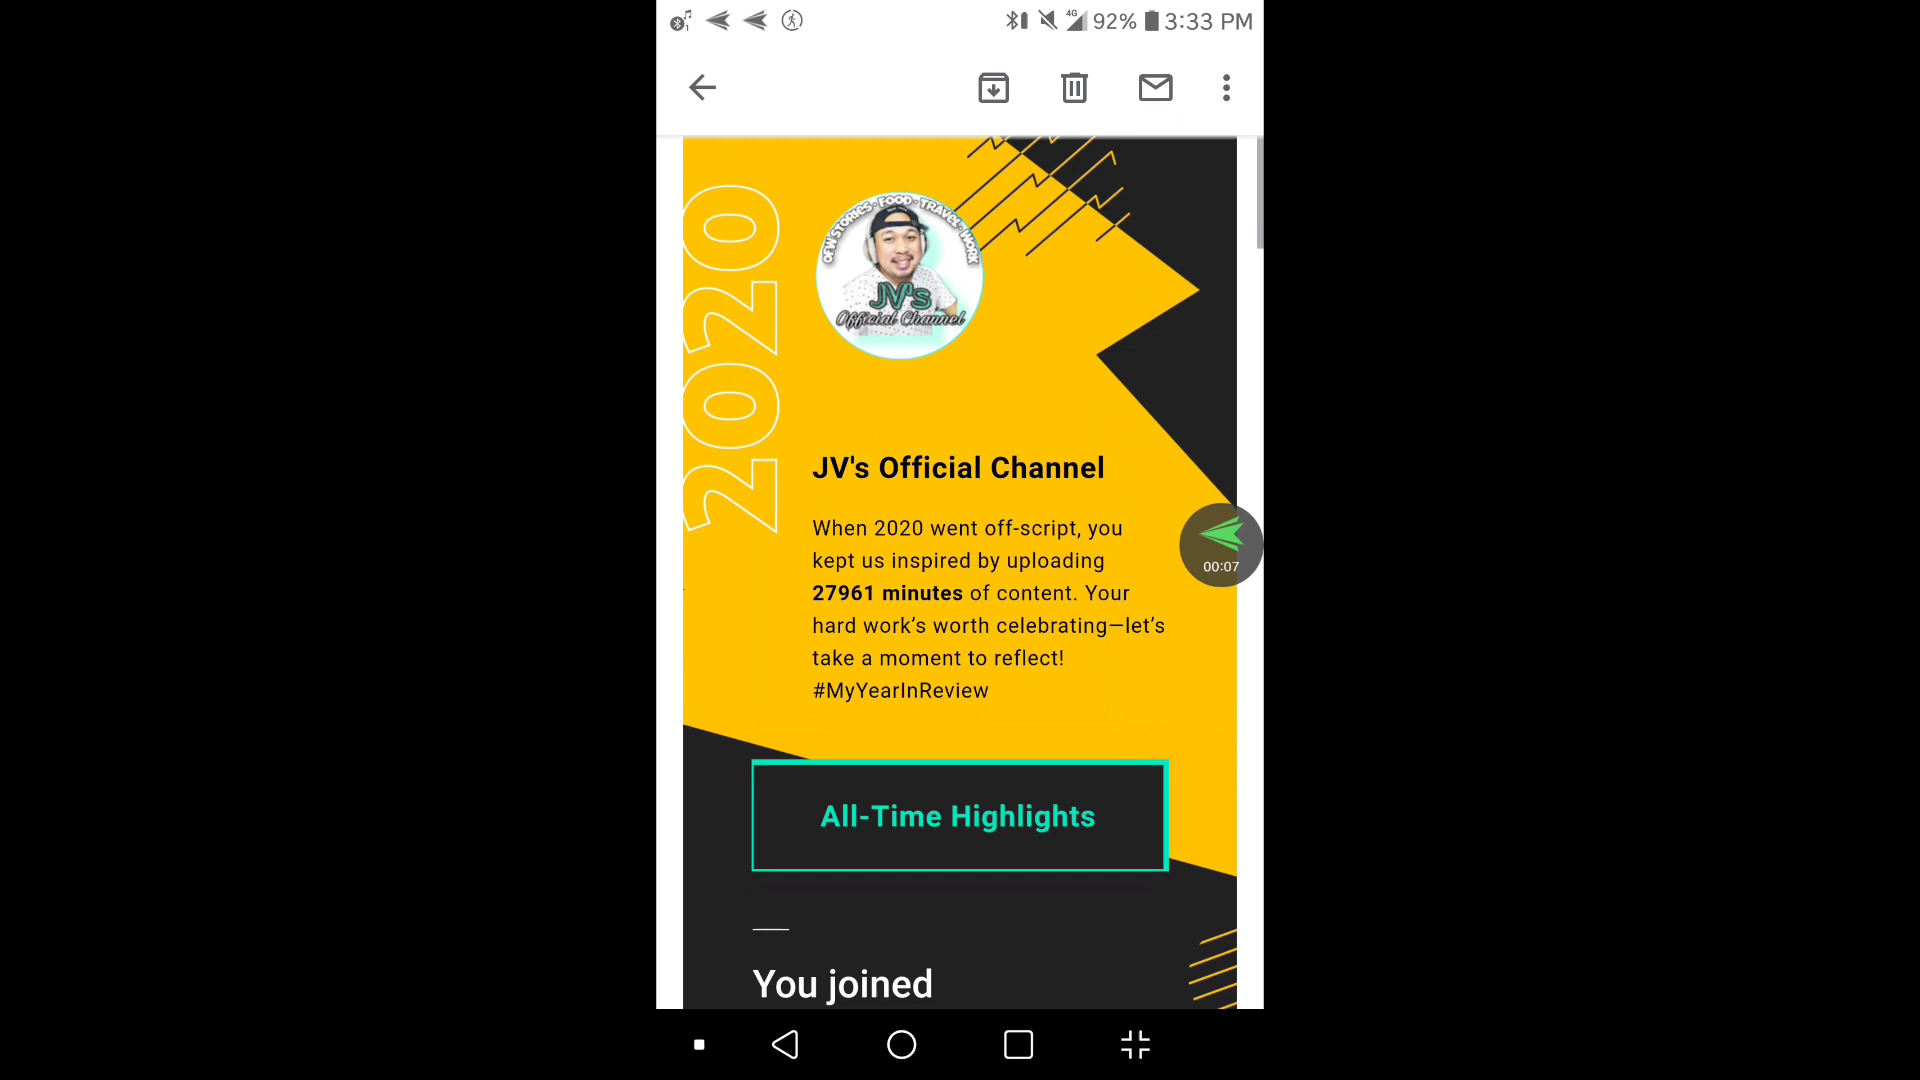 4G 92% 3:33 PM
OFW STORIES · FOOD · TRAVEL · WORK
JV's
Official Channel
2020
JV's Official Channel
When 2020 went off-script, you
kept us inspired by uploading
27961 minutes of content. Your
hard work’s worth celebrating—let’s
take a moment to reflect!
#MyYearInReview
00:07
All-Time Highlights
You joined